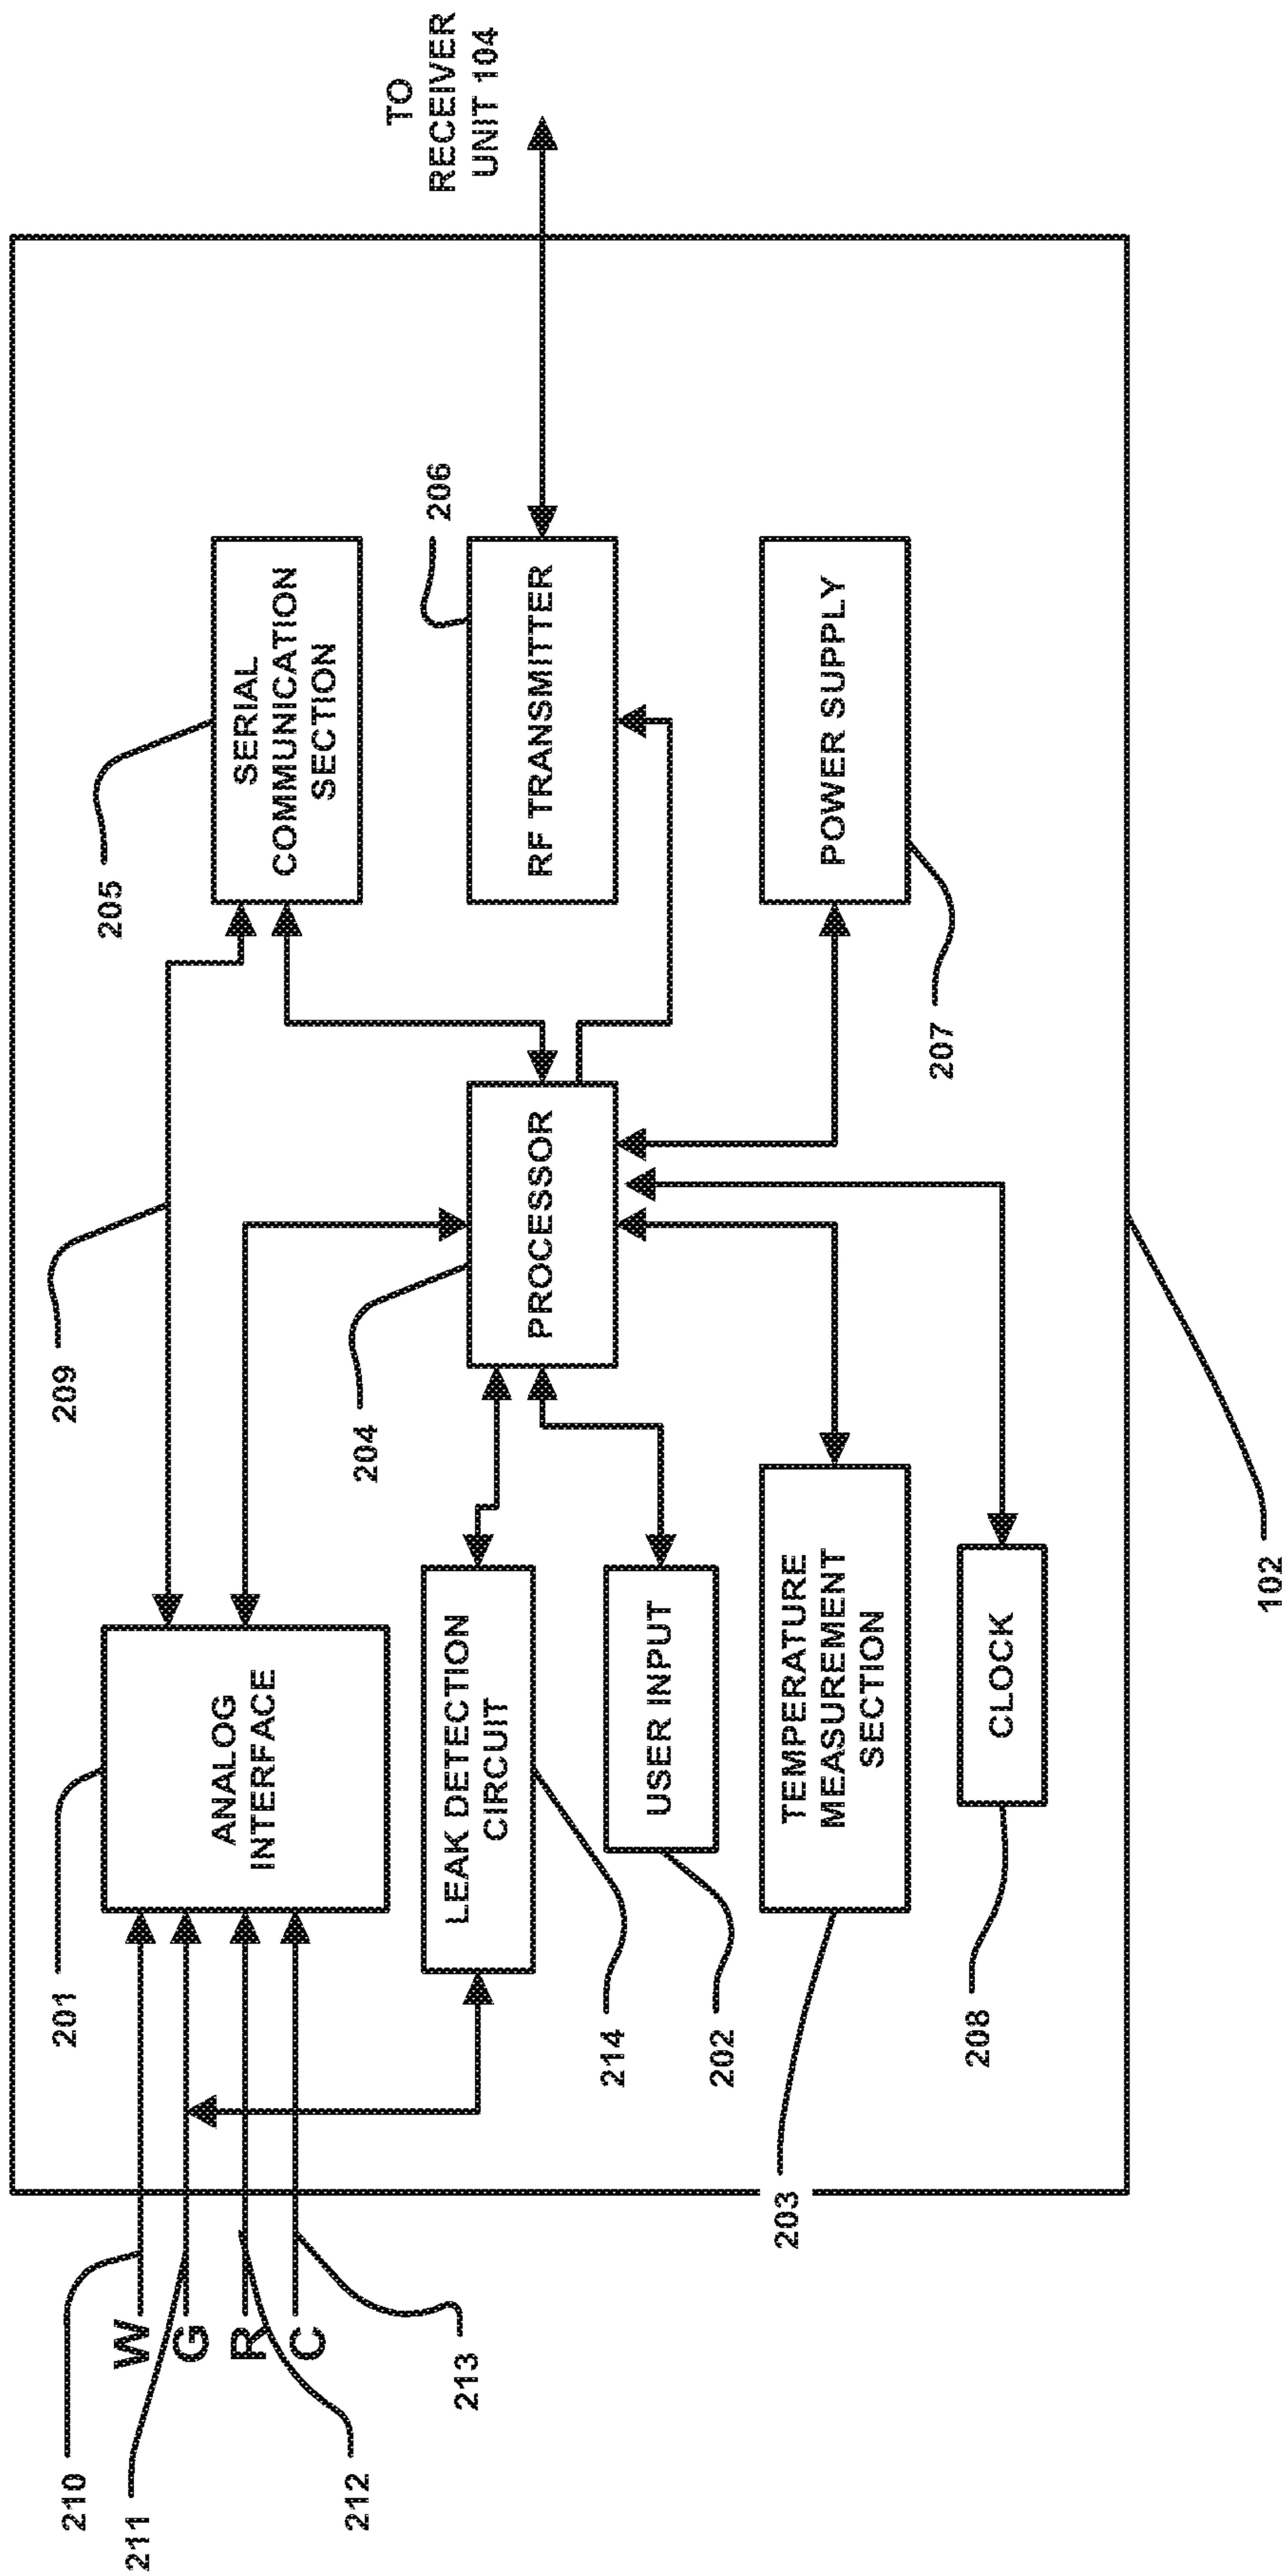 TO
RECEIVER
UNIT 104
205
SERIAL
COMMUNICATION
SECTION
206
RF TRANSMITTER
POWER SUPPLY
207
209
204
PROCESSOR
201
ANALOG
INTERFACE
LEAK DETECTION
CIRCUIT
214
USER INPUT
202
TEMPERATURE
MEASUREMENT
SECTION
203
CLOCK
208
102
W
G
R
C
210
211
212
213